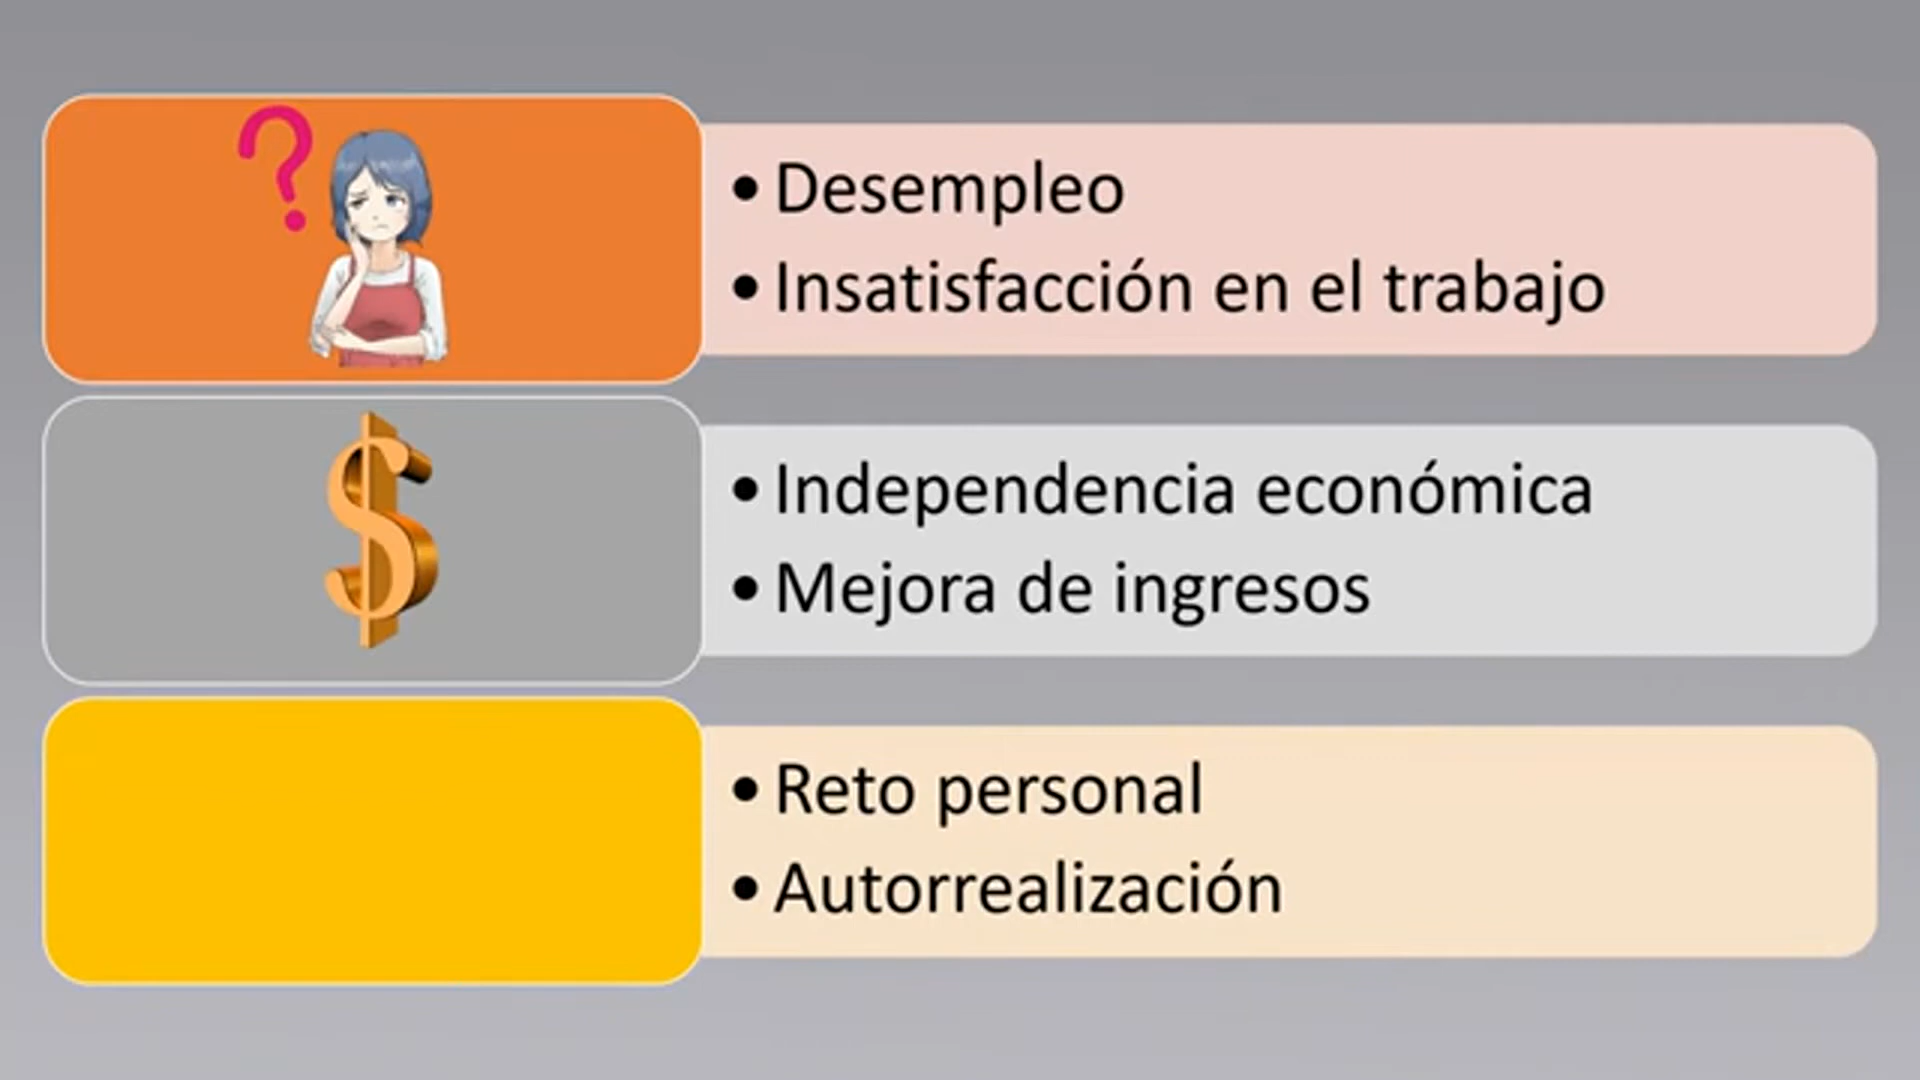 • Desempleo
• Insatisfacción en el trabajo
• Independencia económica
• Mejora de ingresos
• Reto personal
• Autorrealización